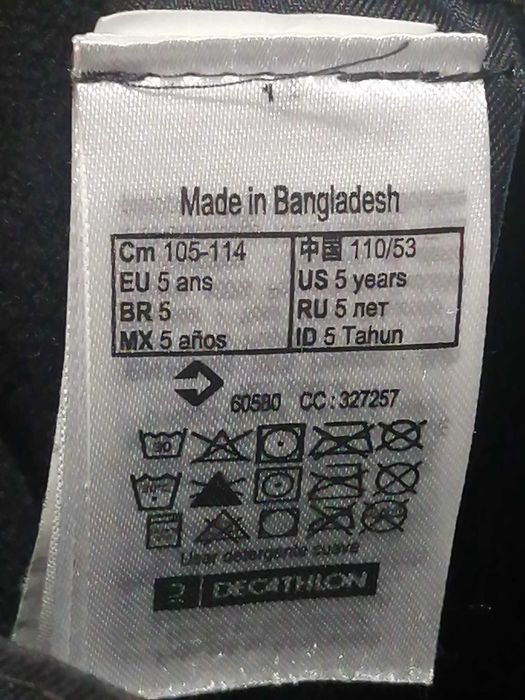 Made in Bangladesh
Cm 105-114
EU 5 ans
BR 5
MX 5 años
中国 110/53
US 5 years
RU 5 лет
ID 5 Tahun
60580 CC : 327257
Usar detergente suave
DECATHLON